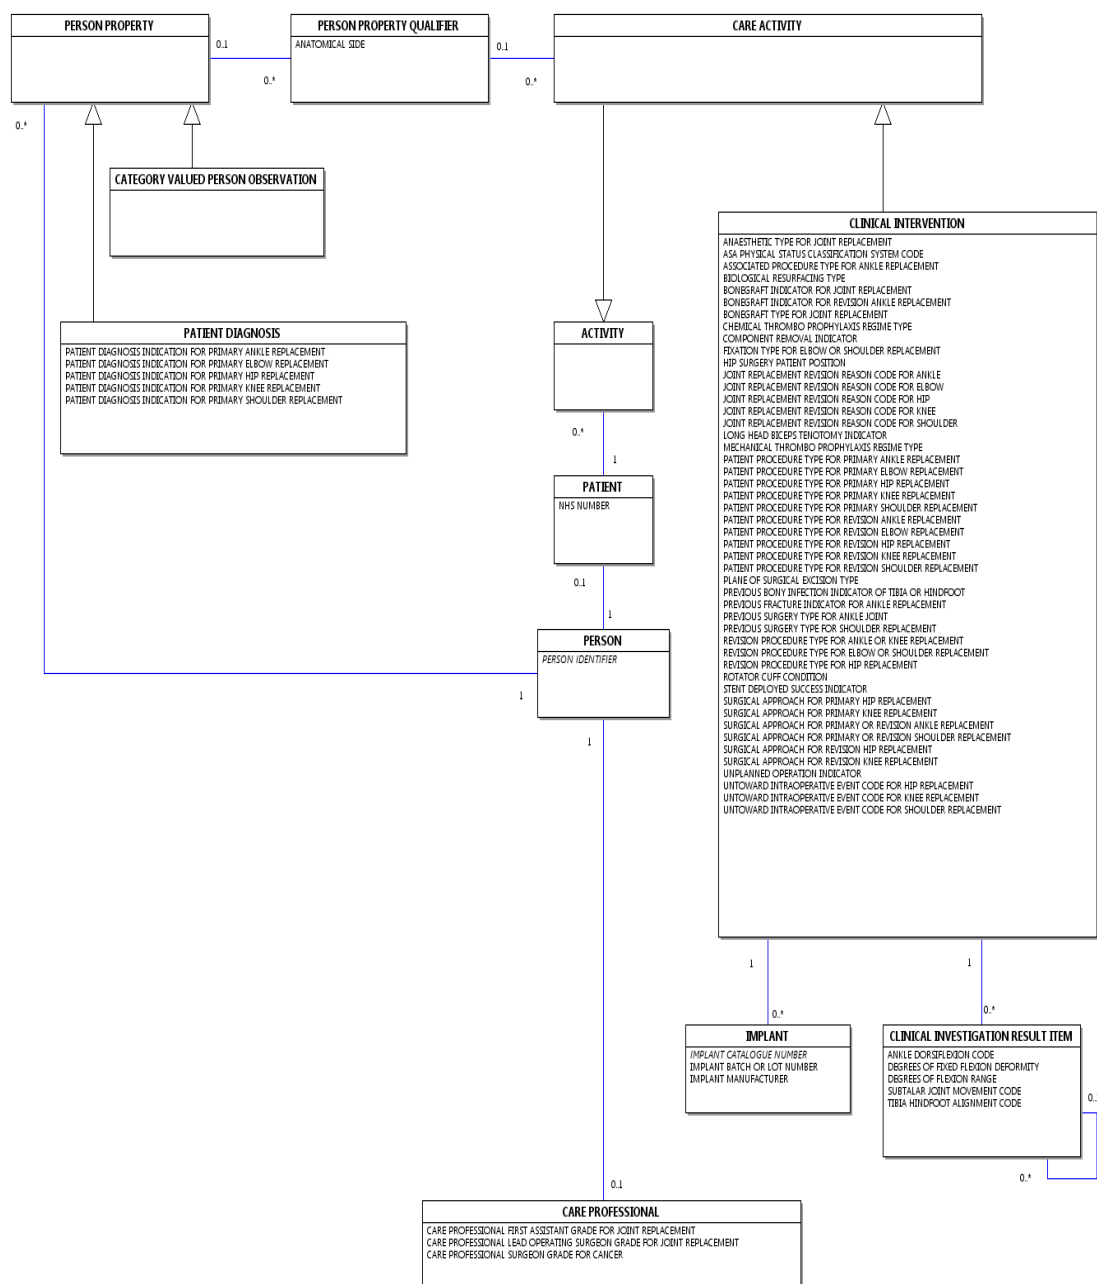 PERSON PROPERTY
PERSON PROPERTY QUALIFIER
ANATOMICAL SIDE
CARE ACTIVITY
0..1
0..*
0..1
0..*
0..*
CATEGORY VALUED PERSON OBSERVATION
PATIENT DIAGNOSIS
PATIENT DIAGNOSIS INDICATION FOR PRIMARY ANKLE REPLACEMENT
PATIENT DIAGNOSIS INDICATION FOR PRIMARY ELBOW REPLACEMENT
PATIENT DIAGNOSIS INDICATION FOR PRIMARY HIP REPLACEMENT
PATIENT DIAGNOSIS INDICATION FOR PRIMARY KNEE REPLACEMENT
PATIENT DIAGNOSIS INDICATION FOR PRIMARY SHOULDER REPLACEMENT
ACTIVITY
0..*
1
PATIENT
NHS NUMBER
0..1
1
PERSON
PERSON IDENTIFIER
1
1
CLINICAL INTERVENTION
ANAESTHETIC TYPE FOR JOINT REPLACEMENT
ASA PHYSICAL STATUS CLASSIFICATION SYSTEM CODE
ASSOCIATED PROCEDURE TYPE FOR ANKLE REPLACEMENT
BIOLOGICAL RESURFACING TYPE
BONEGRAFT INDICATOR FOR JOINT REPLACEMENT
BONEGRAFT INDICATOR FOR REVISION ANKLE REPLACEMENT
BONEGRAFT TYPE FOR JOINT REPLACEMENT
CHEMICAL THROMBO PROPHYLAXIS REGIME TYPE
COMPONENT REMOVAL INDICATOR
FIXATION TYPE FOR ELBOW OR SHOULDER REPLACEMENT
HIP SURGERY PATIENT POSITION
JOINT REPLACEMENT REVISION REASON CODE FOR ANKLE
JOINT REPLACEMENT REVISION REASON CODE FOR ELBOW
JOINT REPLACEMENT REVISION REASON CODE FOR HIP
JOINT REPLACEMENT REVISION REASON CODE FOR KNEE
JOINT REPLACEMENT REVISION REASON CODE FOR SHOULDER
LONG HEAD BICEPS TENOTOMY INDICATOR
MECHANICAL THROMBO PROPHYLAXIS REGIME TYPE
PATIENT PROCEDURE TYPE FOR PRIMARY ANKLE REPLACEMENT
PATIENT PROCEDURE TYPE FOR PRIMARY ELBOW REPLACEMENT
PATIENT PROCEDURE TYPE FOR PRIMARY HIP REPLACEMENT
PATIENT PROCEDURE TYPE FOR PRIMARY KNEE REPLACEMENT
PATIENT PROCEDURE TYPE FOR PRIMARY SHOULDER REPLACEMENT
PATIENT PROCEDURE TYPE FOR REVISION ANKLE REPLACEMENT
PATIENT PROCEDURE TYPE FOR REVISION ELBOW REPLACEMENT
PATIENT PROCEDURE TYPE FOR REVISION HIP REPLACEMENT
PATIENT PROCEDURE TYPE FOR REVISION KNEE REPLACEMENT
PATIENT PROCEDURE TYPE FOR REVISION SHOULDER REPLACEMENT
PLANE OF SURGICAL EXCISION TYPE
PREVIOUS BONY INFECTION INDICATOR OF TIBIA OR HINDFOOT
PREVIOUS FRACTURE INDICATOR FOR ANKLE REPLACEMENT
PREVIOUS SURGERY TYPE FOR ANKLE JOINT
PREVIOUS SURGERY TYPE FOR SHOULDER REPLACEMENT
REVISION PROCEDURE TYPE FOR ANKLE OR KNEE REPLACEMENT
REVISION PROCEDURE TYPE FOR ELBOW OR SHOULDER REPLACEMENT
REVISION PROCEDURE TYPE FOR HIP REPLACEMENT
ROTATOR CUFF CONDITION
STENT DEPLOYED SUCCESS INDICATOR
SURGICAL APPROACH FOR PRIMARY HIP REPLACEMENT
SURGICAL APPROACH FOR PRIMARY KNEE REPLACEMENT
SURGICAL APPROACH FOR PRIMARY OR REVISION ANKLE REPLACEMENT
SURGICAL APPROACH FOR PRIMARY OR REVISION SHOULDER REPLACEMENT
SURGICAL APPROACH FOR REVISION HIP REPLACEMENT
SURGICAL APPROACH FOR REVISION KNEE REPLACEMENT
UNPLANNED OPERATION INDICATOR
UNTOWARD INTRAOPERATIVE EVENT CODE FOR HIP REPLACEMENT
UNTOWARD INTRAOPERATIVE EVENT CODE FOR KNEE REPLACEMENT
UNTOWARD INTRAOPERATIVE EVENT CODE FOR SHOULDER REPLACEMENT
1
1
0..*
0..*
IMPLANT
IMPLANT CATALOGUE NUMBER
IMPLANT BATCH OR LOT NUMBER
IMPLANT MANUFACTURER
CLINICAL INVESTIGATION RESULT ITEM
ANKLE DORSIFLEXION CODE
DEGREES OF FIXED FLEXION DEFORMITY
DEGREES OF FLEXION RANGE
SUBTALAR JOINT MOVEMENT CODE
TIBIA HINDFOOT ALIGNMENT CODE
0..*
0..1
CARE PROFESSIONAL
CARE PROFESSIONAL FIRST ASSISTANT GRADE FOR JOINT REPLACEMENT
CARE PROFESSIONAL LEAD OPERATING SURGEON GRADE FOR JOINT REPLACEMENT
CARE PROFESSIONAL SURGEON GRADE FOR CANCER